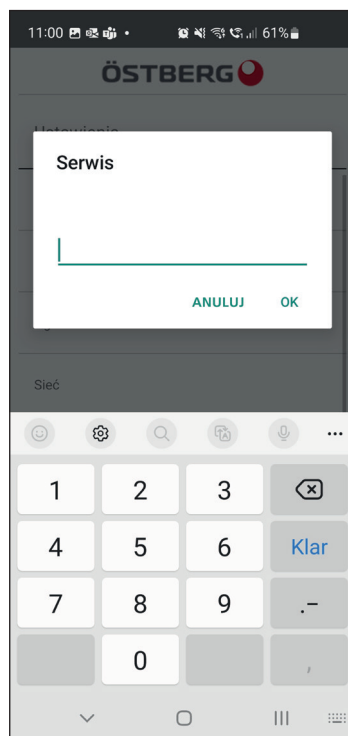 11:00 61%
ÖSTBERG
Ustawienia
Serwis
ANULUJ OK
Sieć
1 2 3
4 5 6 Klar
7 8 9 .-
0 ,